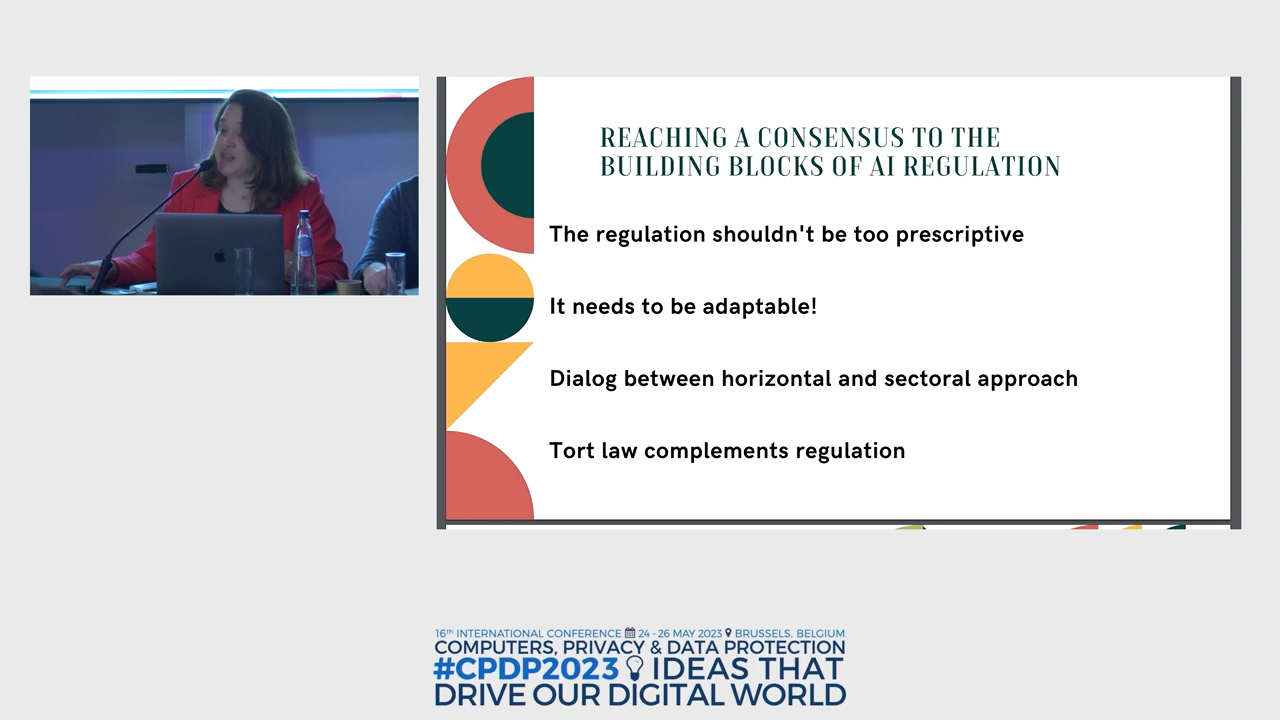 REACHING A CONSENSUS TO THE
BUILDING BLOCKS OF AI REGULATION
The regulation shouldn't be too prescriptive
It needs to be adaptable!
Dialog between horizontal and sectoral approach
Tort law complements regulation
16th INTERNATIONAL CONFERENCE 24 - 26 MAY 2023 BRUSSELS, BELGIUM
COMPUTERS, PRIVACY & DATA PROTECTION
#CPDP2023 IDEAS THAT
DRIVE OUR DIGITAL WORLD